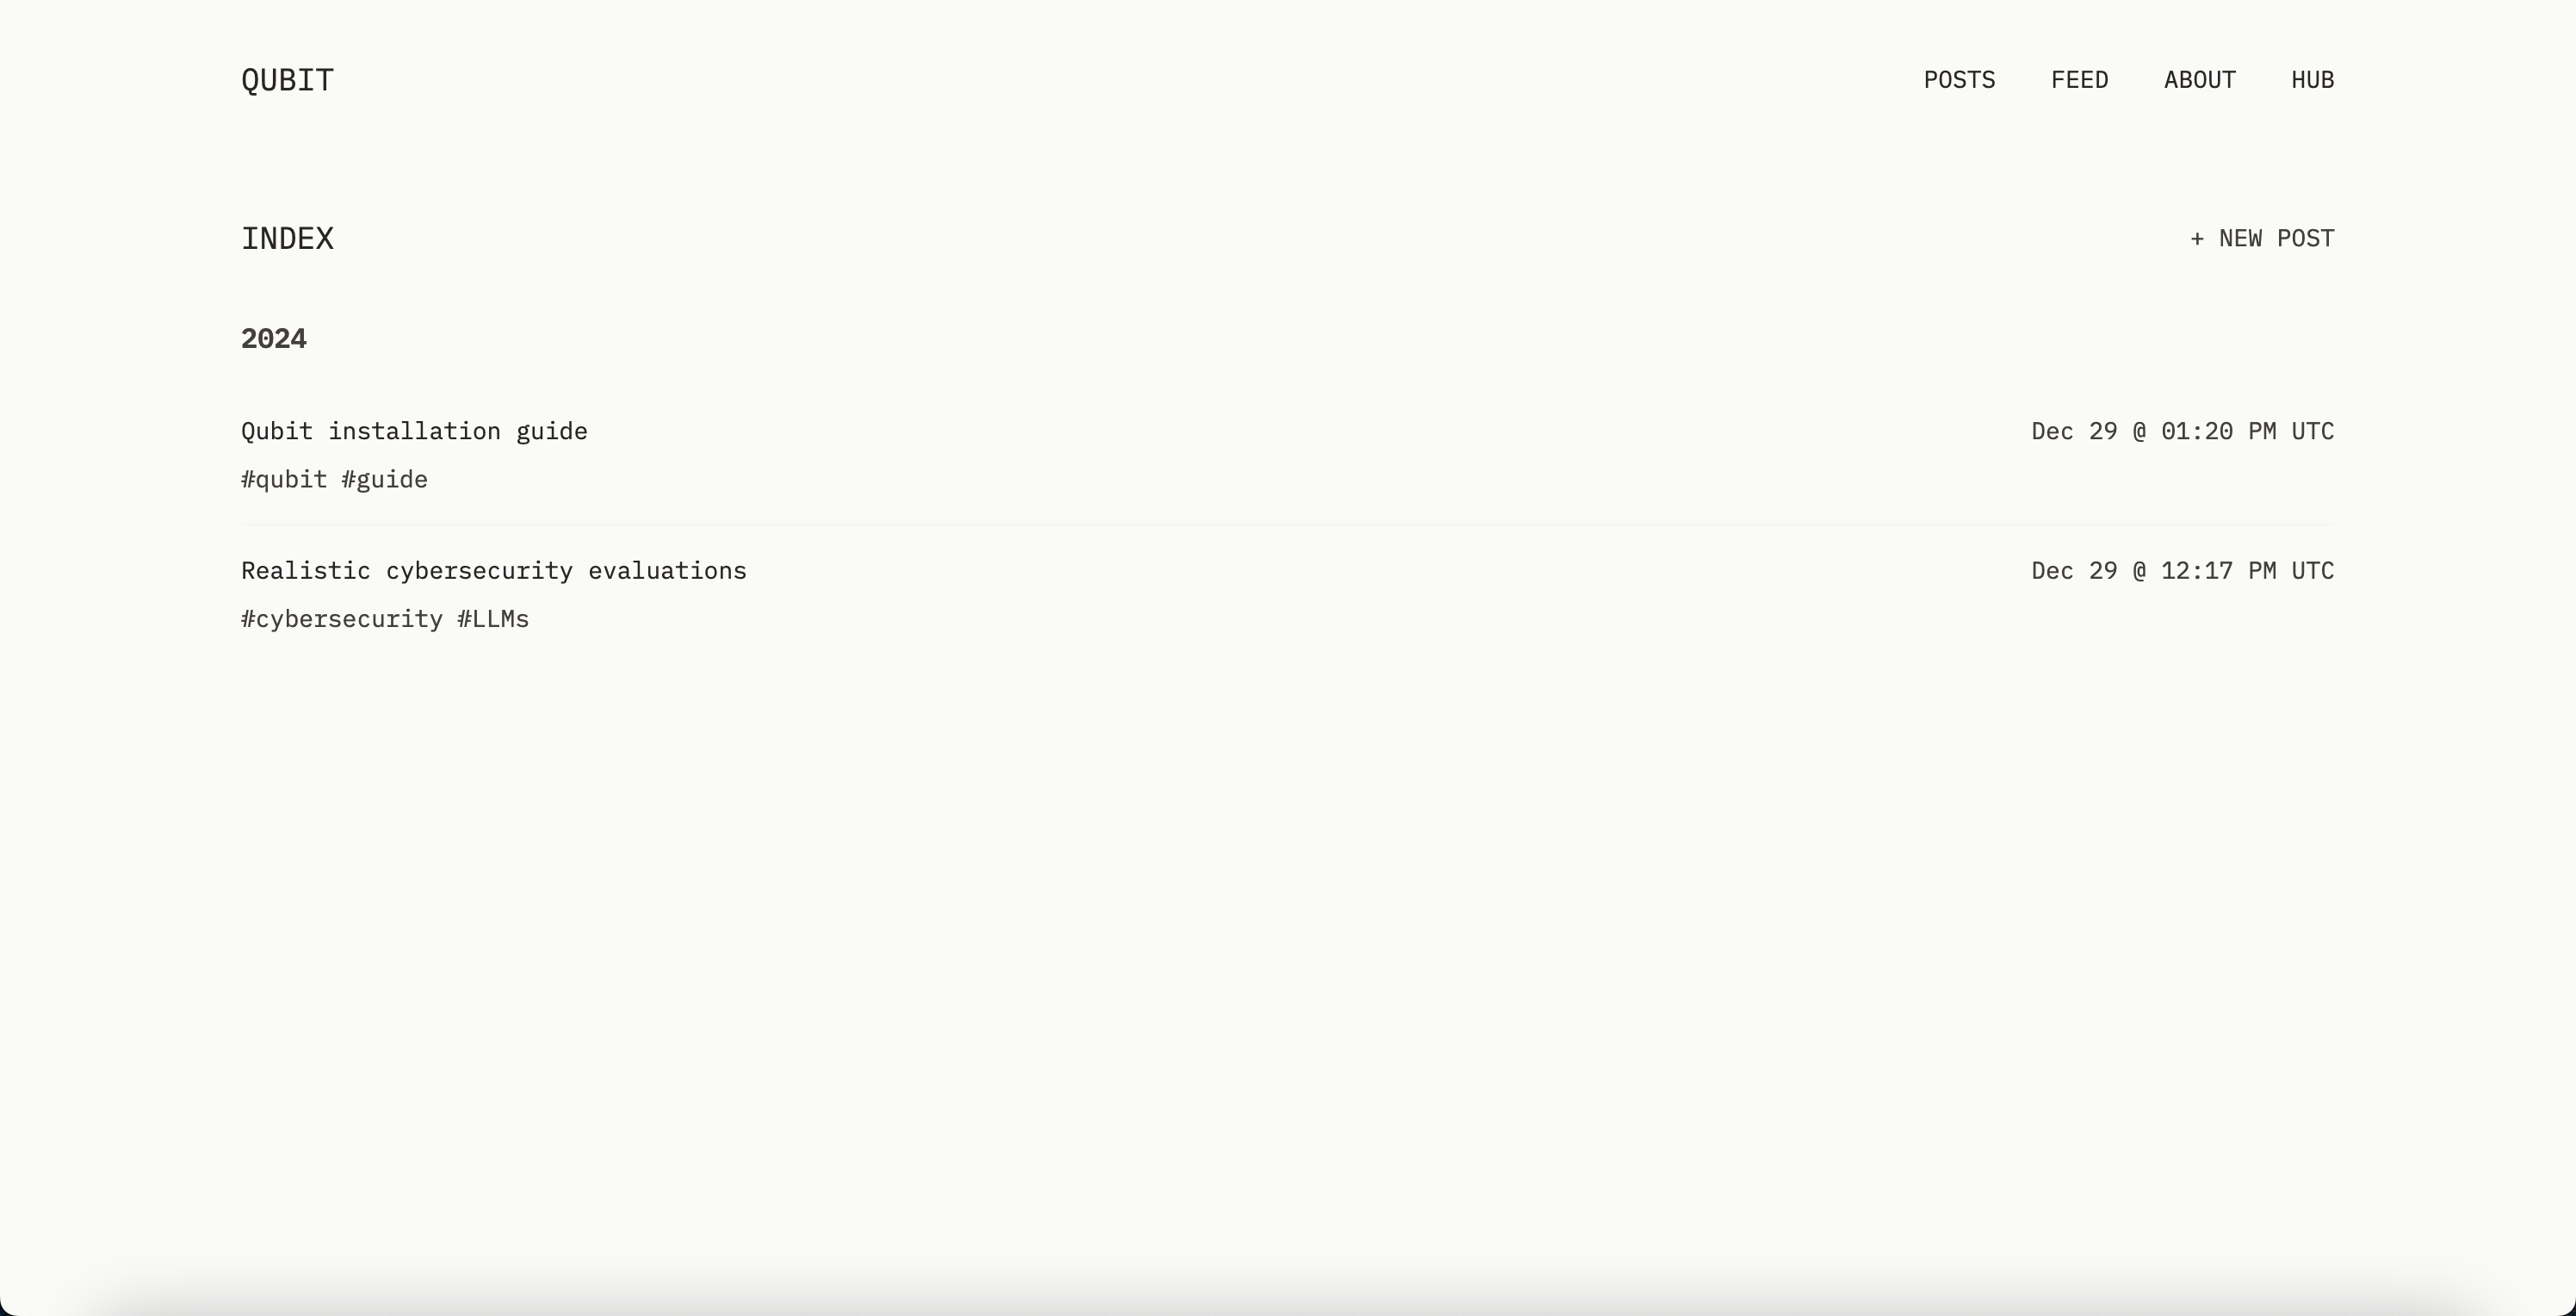 QUBIT POSTS FEED ABOUT HUB
INDEX + NEW POST
2024
Qubit installation guide Dec 29 @ 01:20 PM UTC
#qubit #guide
Realistic cybersecurity evaluations Dec 29 @ 12:17 PM UTC
#cybersecurity #LLMs